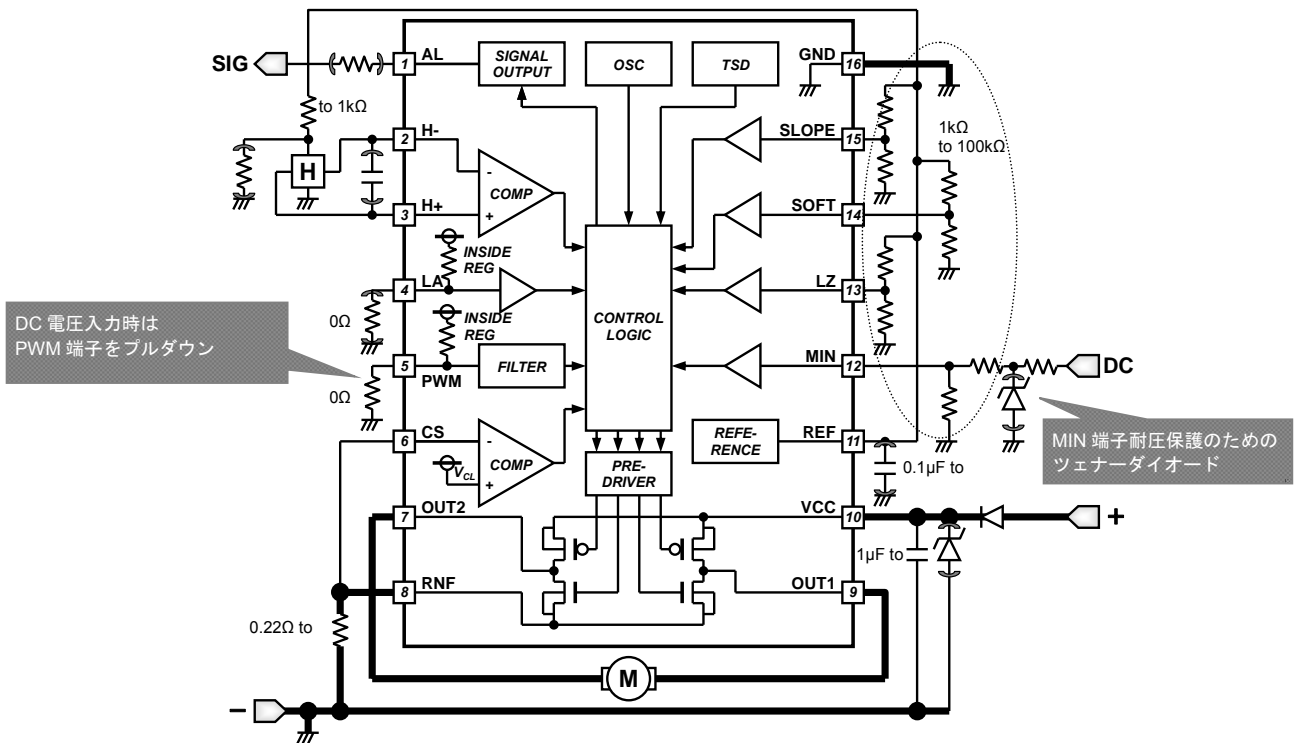 SIG
1
AL
SIGNAL
OUTPUT
OSC
TSD
GND
16
to 1kΩ
1kΩ
to 100kΩ
2
H-
H
3
H+
-
COMP
+
SLOPE
15
SOFT
14
INSIDE
REG
LA
4
0Ω
CONTROL
LOGIC
LZ
13
DC 電圧入力時は
PWM 端子をプルダウン
INSIDE
REG
5
PWM
0Ω
FILTER
MIN
12
DC
MIN 端子耐圧保護のための
ツェナーダイオード
6
CS
-
COMP
VCL
+
REFE-
RENCE
REF
11
0.1µF to
PRE-
DRIVER
7
OUT2
VCC
10
+
1µF to
8
RNF
OUT1
9
0.22Ω to
M
−